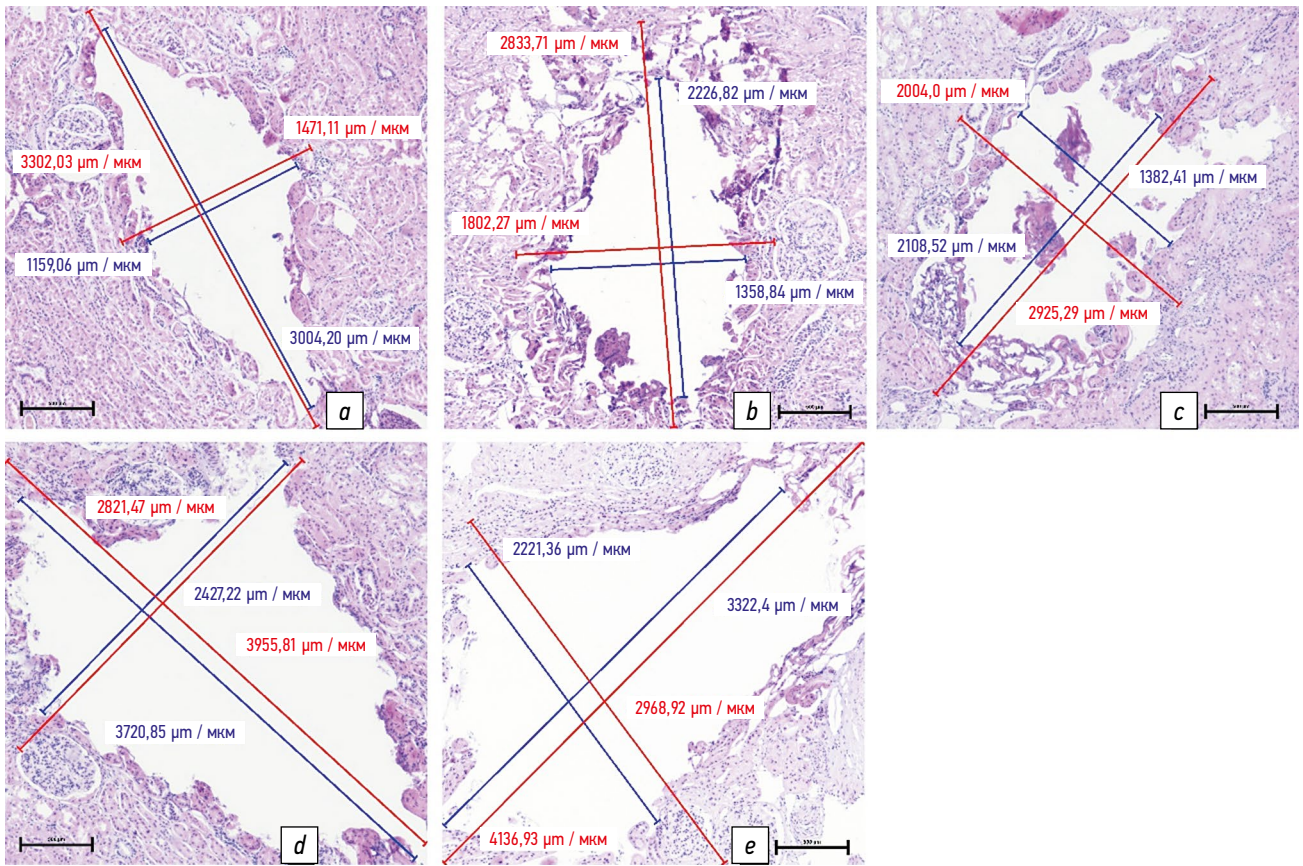 3302,03 µm / мкм
1471,11 µm / мкм
1159,06 µm / мкм
3004,20 µm / мкм
a
2833,71 µm / мкм
2226,82 µm / мкм
1802,27 µm / мкм
1358,84 µm / мкм
b
2004,0 µm / мкм
1382,41 µm / мкм
2108,52 µm / мкм
2925,29 µm / мкм
c
2821,47 µm / мкм
2427,22 µm / мкм
3955,81 µm / мкм
3720,85 µm / мкм
d
2221,36 µm / мкм
3322,4 µm / мкм
2968,92 µm / мкм
4136,93 µm / мкм
e